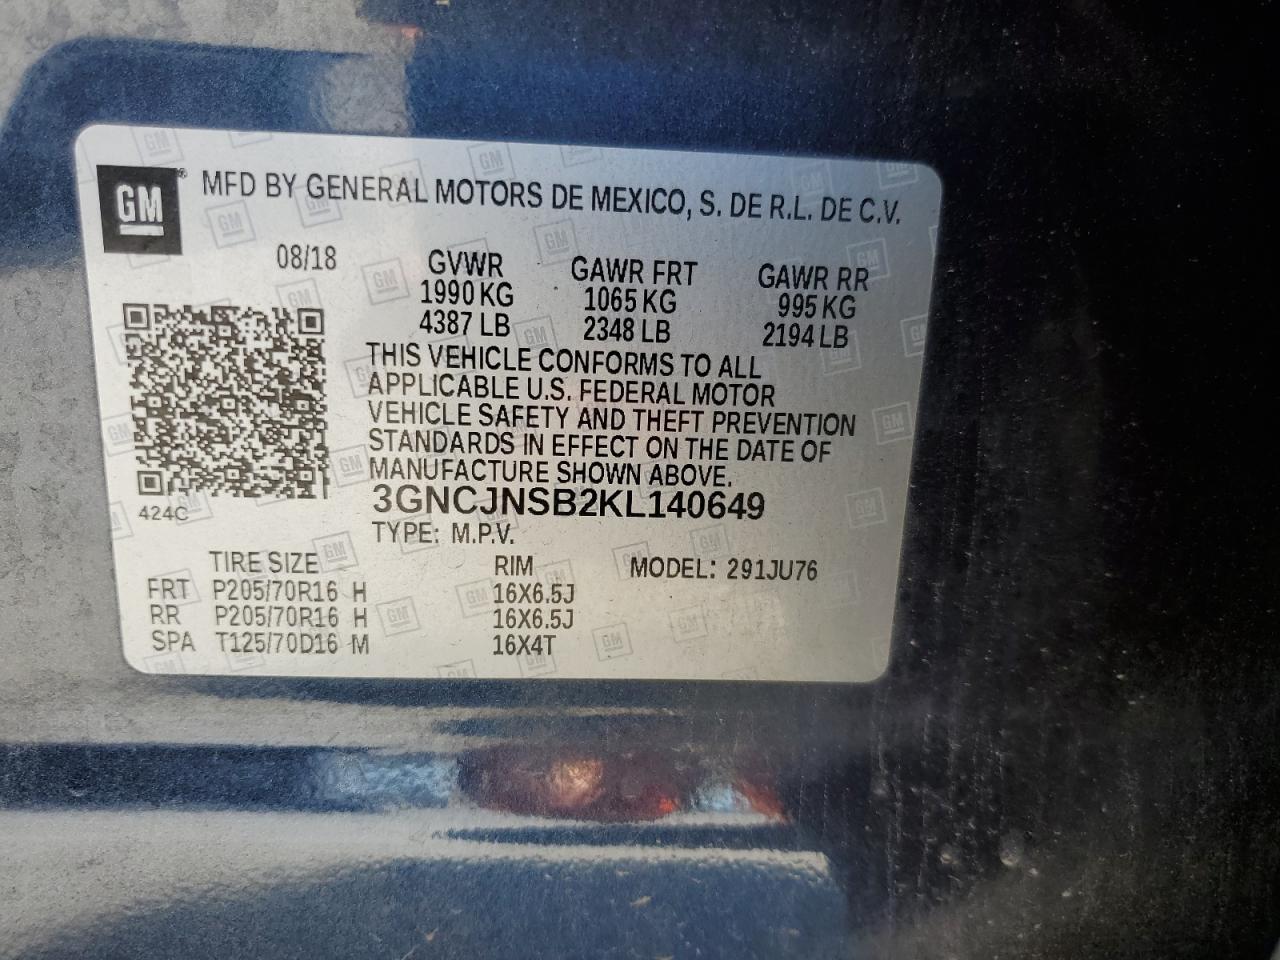 GM ® MFD BY GENERAL MOTORS DE MEXICO, S. DE R.L. DE C.V.
08/18 GVWR GAWR FRT GAWR RR
1990 KG 1065 KG 995 KG
4387 LB 2348 LB 2194 LB
THIS VEHICLE CONFORMS TO ALL
APPLICABLE U.S. FEDERAL MOTOR
VEHICLE SAFETY AND THEFT PREVENTION
STANDARDS IN EFFECT ON THE DATE OF
MANUFACTURE SHOWN ABOVE.
3GNCJNSB2KL140649
424C
TYPE: M.P.V.
TIRE SIZE RIM MODEL: 291JU76
FRT P205/70R16 H 16X6.5J
RR P205/70R16 H 16X6.5J
SPA T125/70D16 M 16X4T